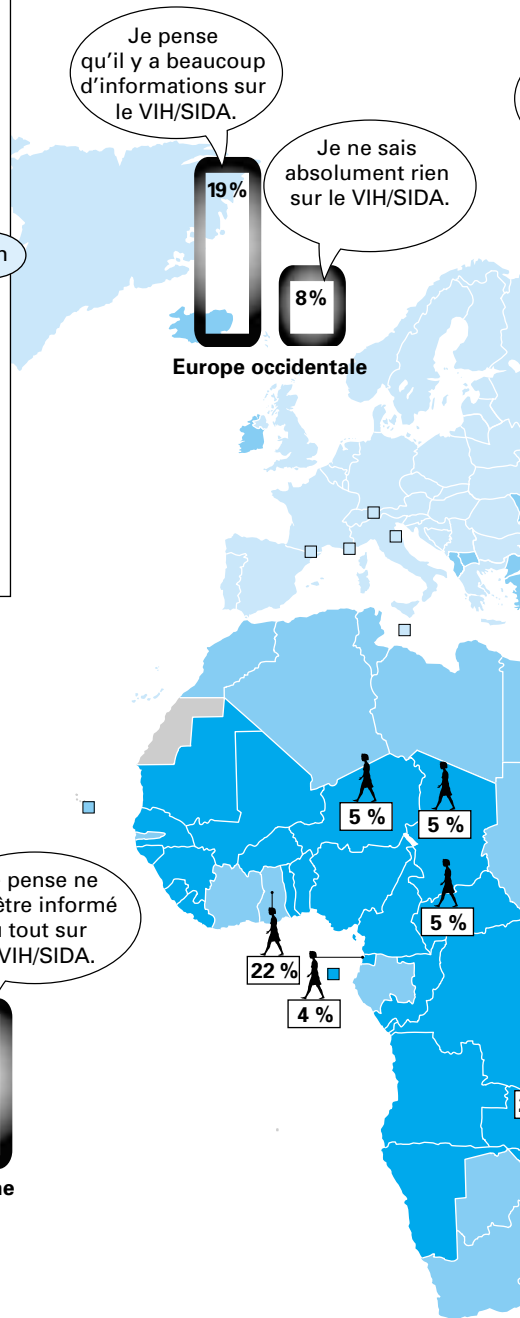 Je pense
qu'il y a beaucoup
d'informations sur
le VIH/SIDA.
Je ne sais
absolument rien
sur le VIH/SIDA.
19%
8%
Europe occidentale
5 %
5 %
5 %
22 %
4 %
pense ne
être informé
tout sur
VIH/SIDA.